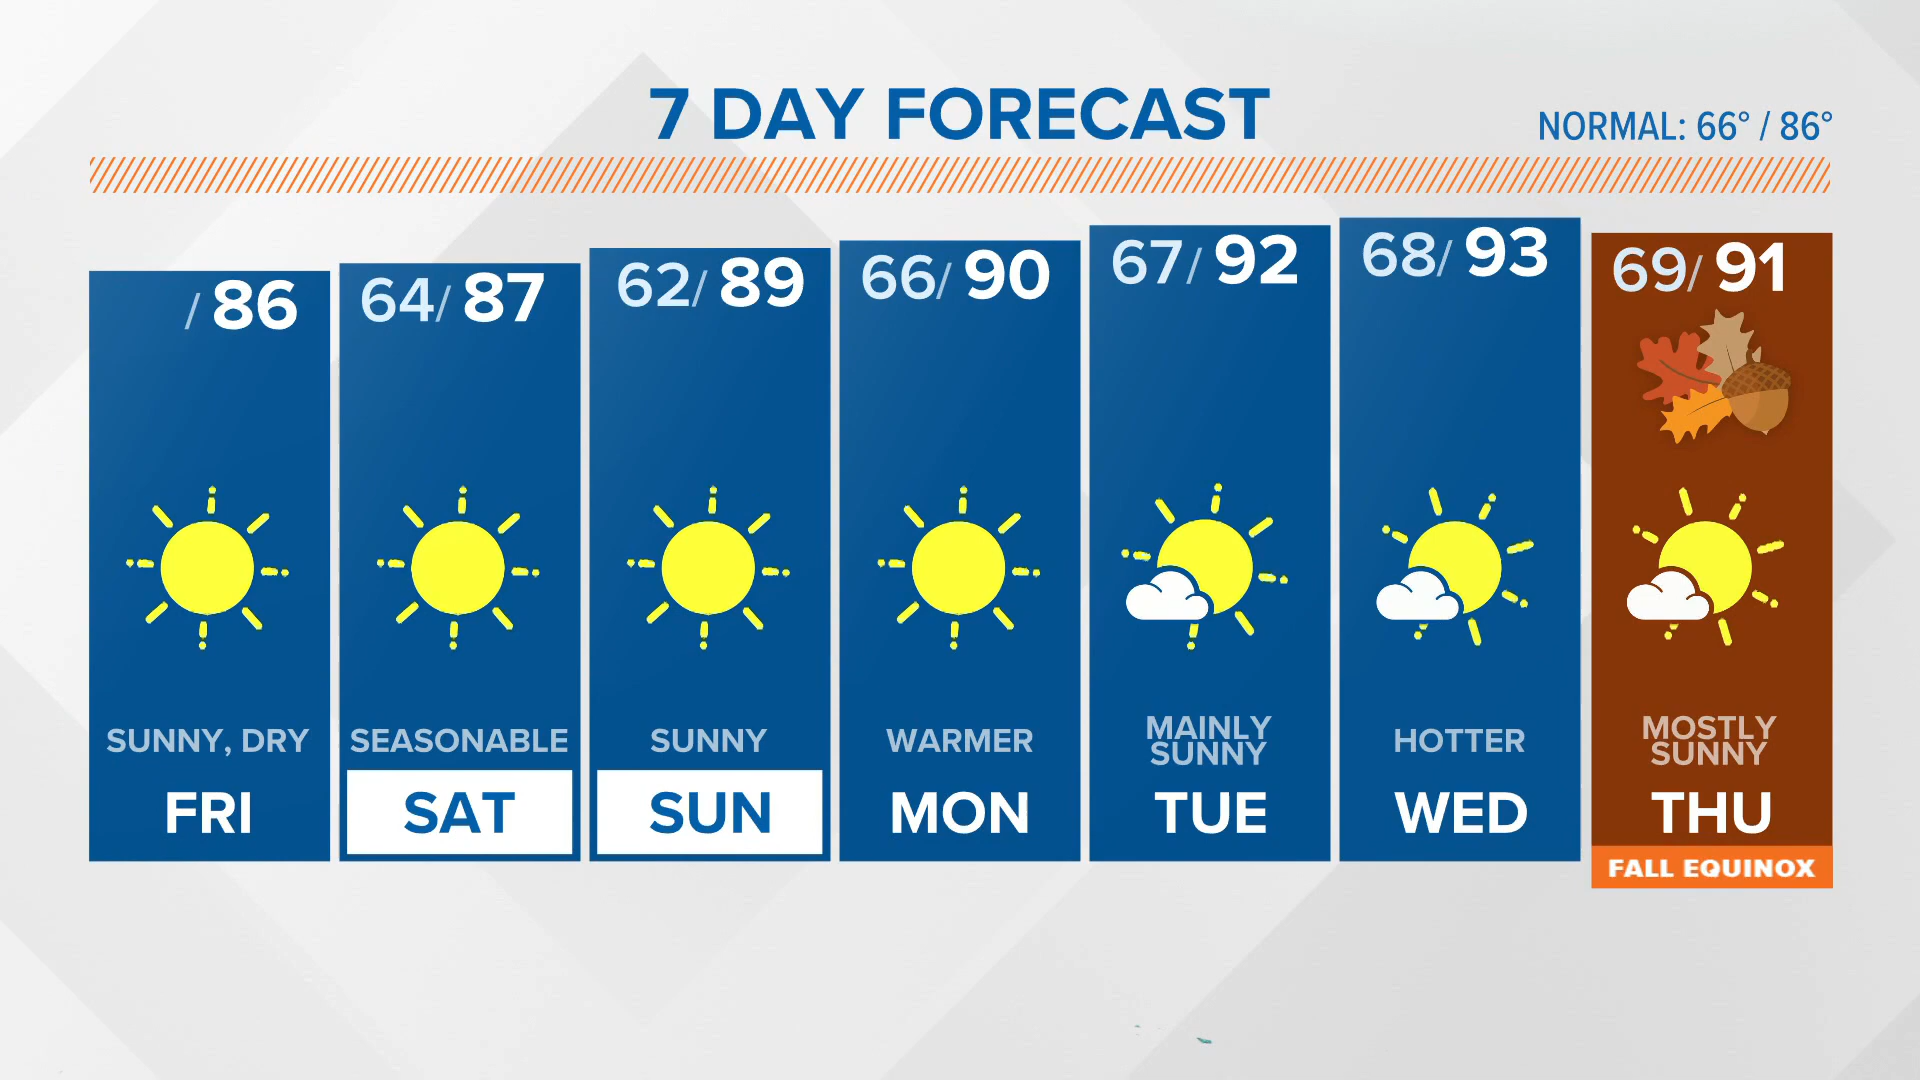 7 DAY FORECAST
NORMAL: 66° / 86°
/ 86
SUNNY, DRY
FRI
64/ 87
SEASONABLE
SAT
62/ 89
SUNNY
SUN
66/ 90
WARMER
MON
67/ 92
MAINLY
SUNNY
TUE
68/ 93
HOTTER
WED
69/ 91
MOSTLY
SUNNY
THU
FALL EQUINOX